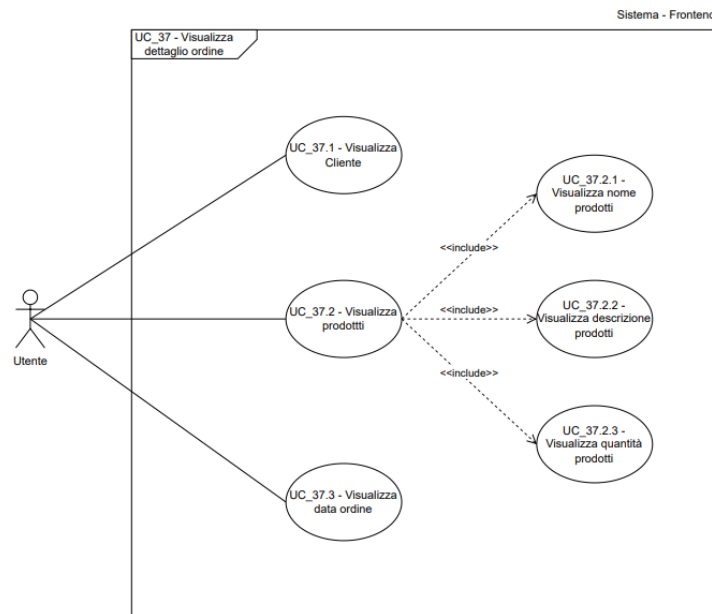 Sistema - Frontend
UC_37 - Visualizza
dettaglio ordine
UC_37.1 - Visualizza
Cliente
UC_37.2.1 -
Visualizza nome
prodotti
<<include>>
UC_37.2 - Visualizza
prodottti
<<include>>
UC_37.2.2 -
Visualizza descrizione
prodotti
Utente
<<include>>
UC_37.2.3 -
Visualizza quantità
prodotti
UC_37.3 - Visualizza
data ordine